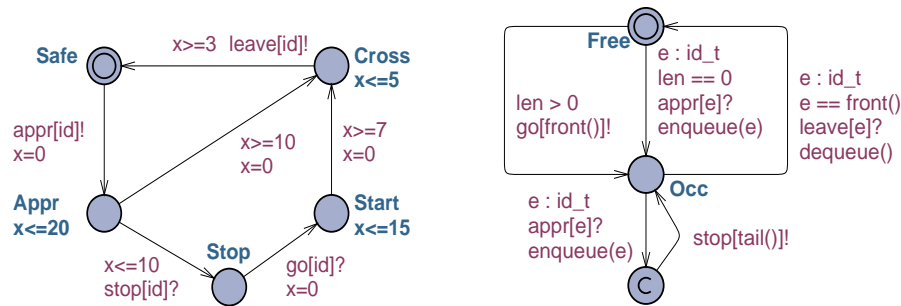 Safe
x>=3 leave[id]!
Cross
x<=5
appr[id]!
x=0
x>=10
x=0
x>=7
x=0
Appr
x<=20
Start
x<=15
Stop
x<=10
stop[id]?
go[id]?
x=0
Free
e : id_t
len == 0
appr[e]?
enqueue(e)
len > 0
go[front()]!
e : id_t
e == front()
leave[e]?
dequeue()
Occ
e : id_t
appr[e]?
enqueue(e)
stop[tail()]!
C